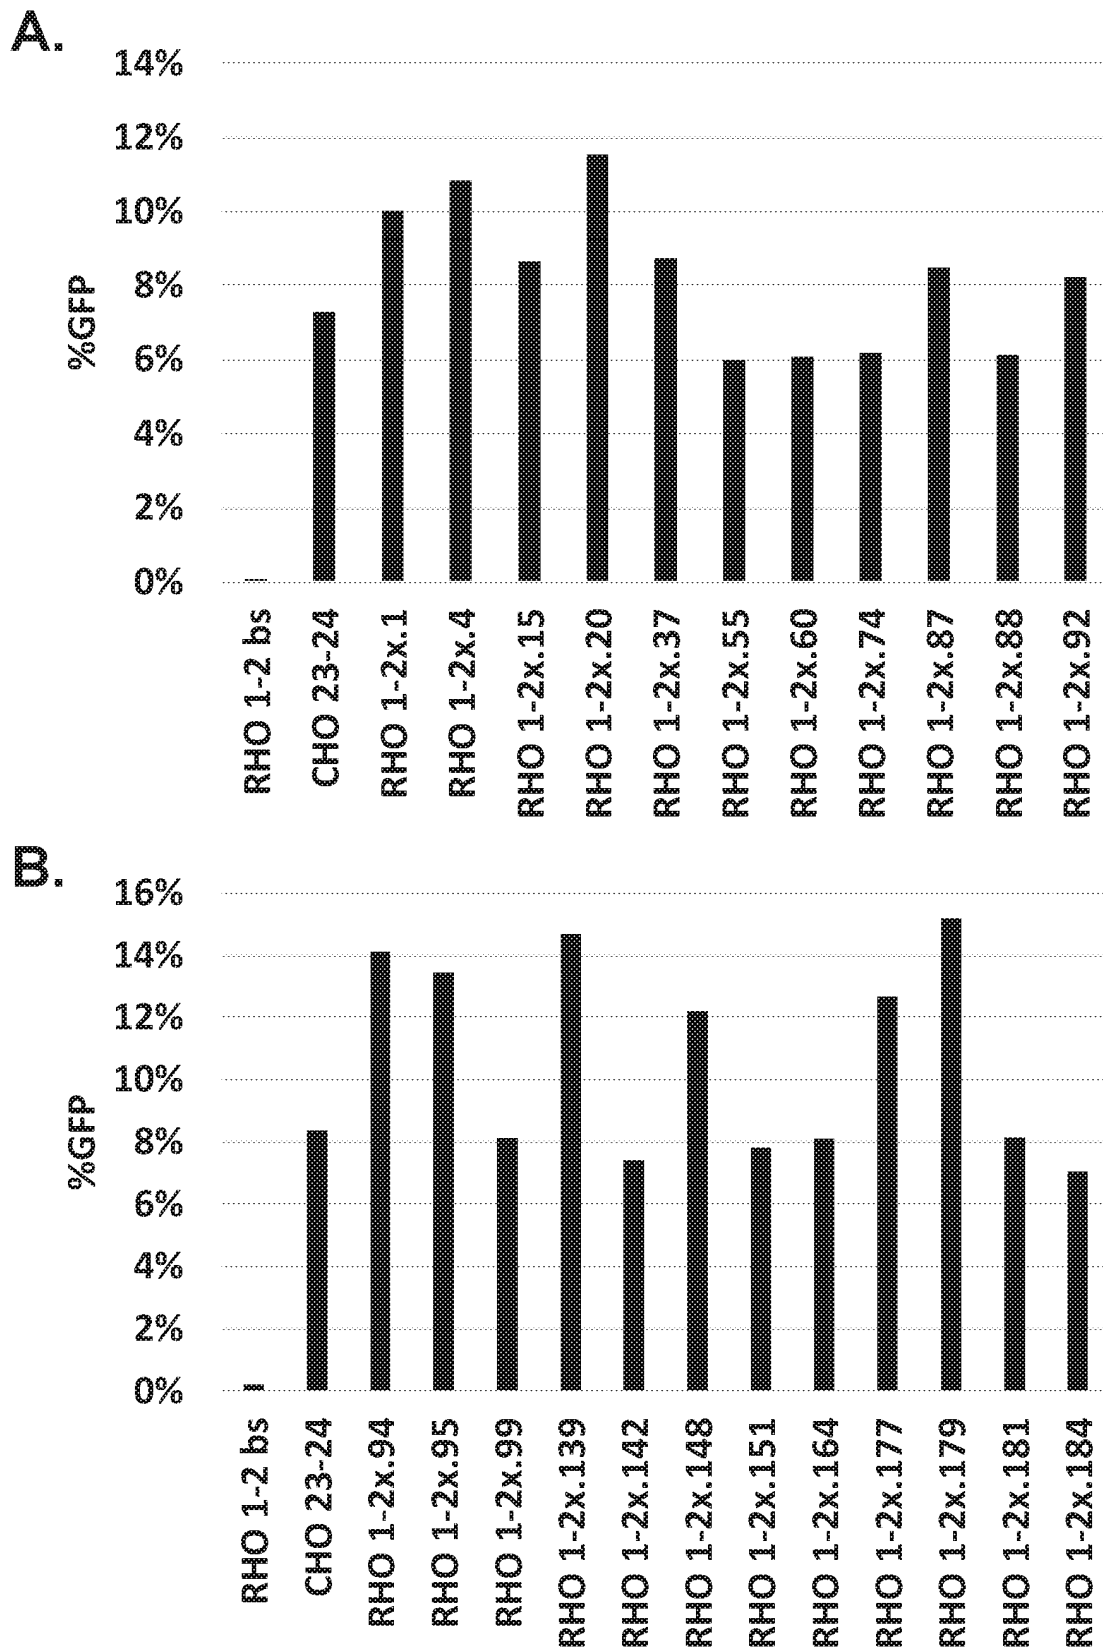 A.
14%
12%
10%
8%
6%
4%
2%
0%
%GFP
RHO 1-2 bs
CHO 23-24
RHO 1-2x.1
RHO 1-2x.4
RHO 1-2x.15
RHO 1-2x.20
RHO 1-2x.37
RHO 1-2x.55
RHO 1-2x.60
RHO 1-2x.74
RHO 1-2x.87
RHO 1-2x.88
RHO 1-2x.92
B.
16%
14%
12%
10%
8%
6%
4%
2%
0%
%GFP
RHO 1-2 bs
CHO 23-24
RHO 1-2x.94
RHO 1-2x.95
RHO 1-2x.99
RHO 1-2x.139
RHO 1-2x.142
RHO 1-2x.148
RHO 1-2x.151
RHO 1-2x.164
RHO 1-2x.177
RHO 1-2x.179
RHO 1-2x.181
RHO 1-2x.184